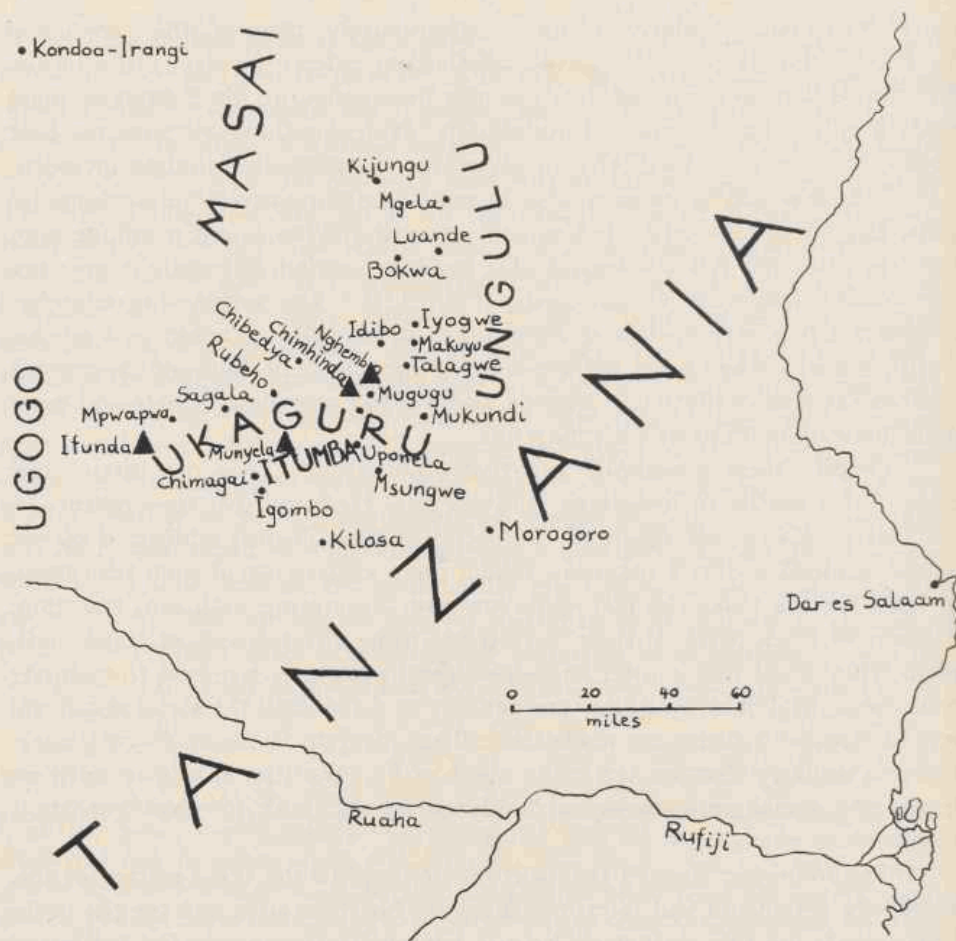 Kondoa-Irangi
MASAI
Kijungu
Mgela
UNGULU
Luande
Bokwa
TANZANIA
Nghembo
Chimhinda
Chibedya
Rubeho
Idibo
Iyogwe
Makuyu
Talagwe
Sagala
Mugugu
Mukundi
UGOGO
Mpwapwa
Itunda
UKAGURU
Munyela
ITUMBA
Uponela
Chimagai
Msungwe
Igombo
Kilosa
Morogoro
Dar es Salaam
0 20 40 60
miles
Ruaha
Rufiji